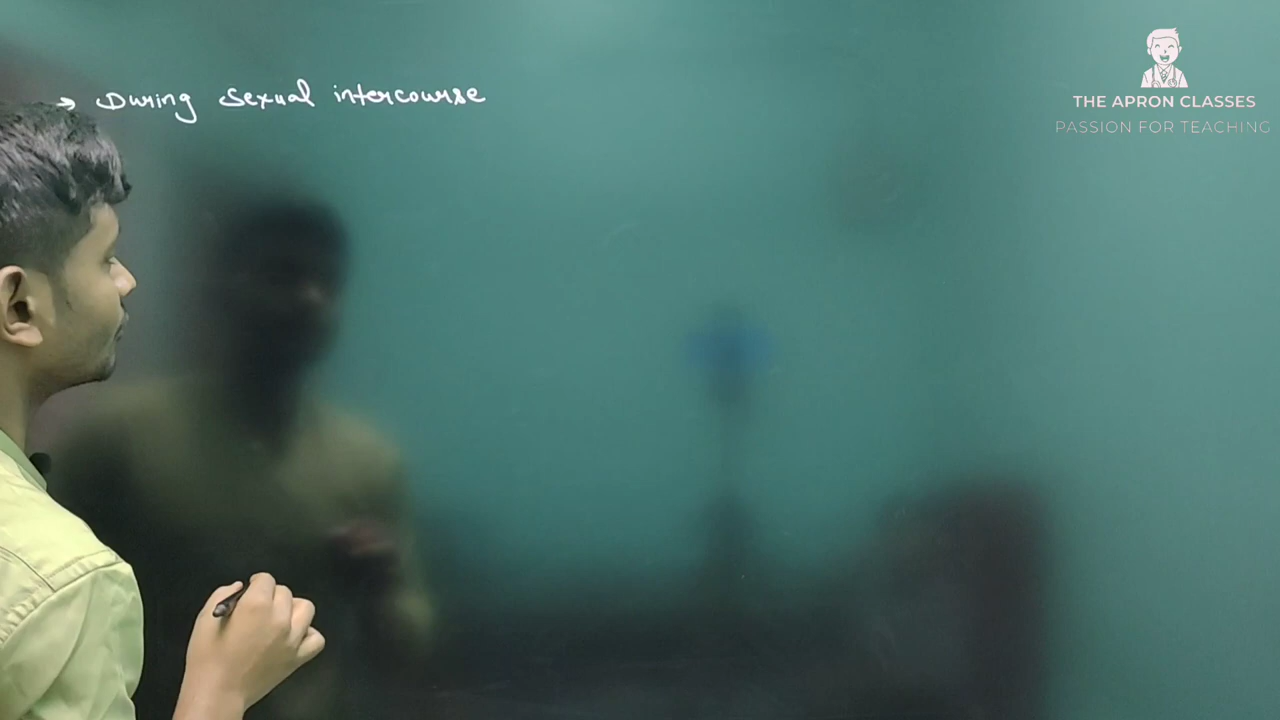 → During Sexual intercourse
THE APRON CLASSES
PASSION FOR TEACHING